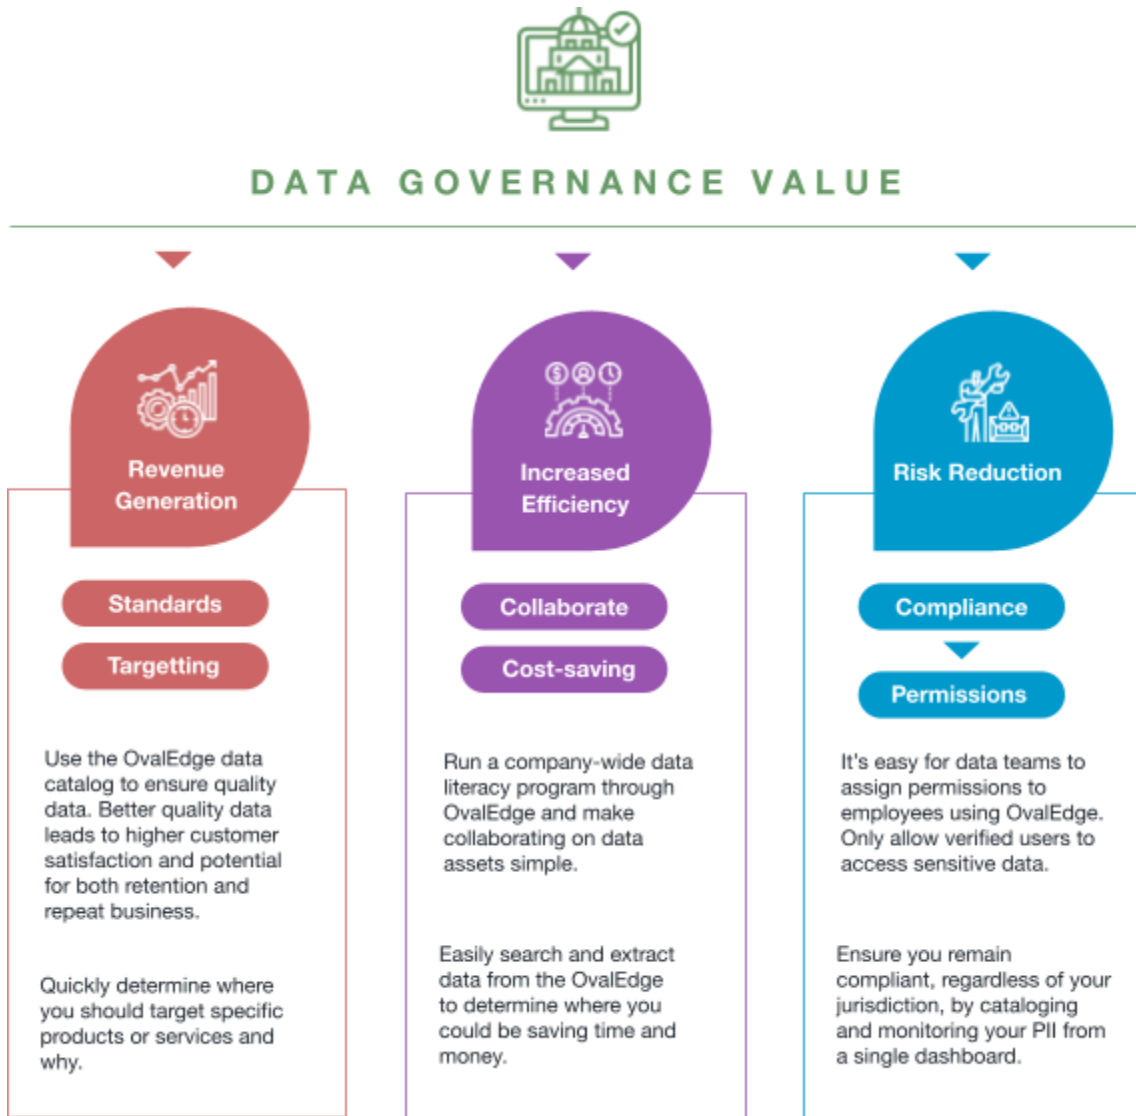 DATA GOVERNANCE VALUE
Revenue
Generation
Standards
Targetting
Use the OvalEdge data
catalog to ensure quality
data. Better quality data
leads to higher customer
satisfaction and potential
for both retention and
repeat business.
Quickly determine where
you should target specific
products or services and
why.
Increased
Efficiency
Collaborate
Cost-saving
Run a company-wide data
literacy program through
OvalEdge and make
collaborating on data
assets simple.
Easily search and extract
data from the OvalEdge
to determine where you
could be saving time and
money.
Risk Reduction
Compliance
Permissions
It's easy for data teams to
assign permissions to
employees using OvalEdge.
Only allow verified users to
access sensitive data.
Ensure you remain
compliant, regardless of your
jurisdiction, by cataloging
and monitoring your PII from
a single dashboard.